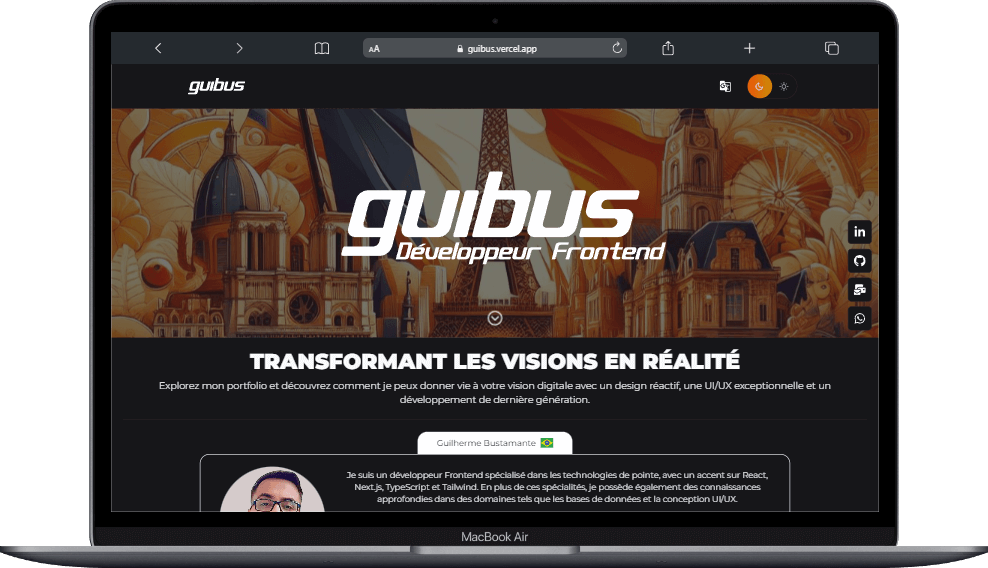 AA guibus.vercel.app
guibus
guibus
Développeur Frontend
in
TRANSFORMANT LES VISIONS EN RÉALITÉ
Explorez mon portfolio et découvrez comment je peux donner vie à votre vision digitale avec un design réactif, une UI/UX exceptionnelle et un
développement de dernière génération.
Guilherme Bustamante
Je suis un développeur Frontend spécialisé dans les technologies de pointe, avec un accent sur React,
Next.js, TypeScript et Tailwind. En plus de ces spécialités, je possède également des connaissances
approfondies dans des domaines tels que les bases de données et la conception UI/UX.
MacBook Air